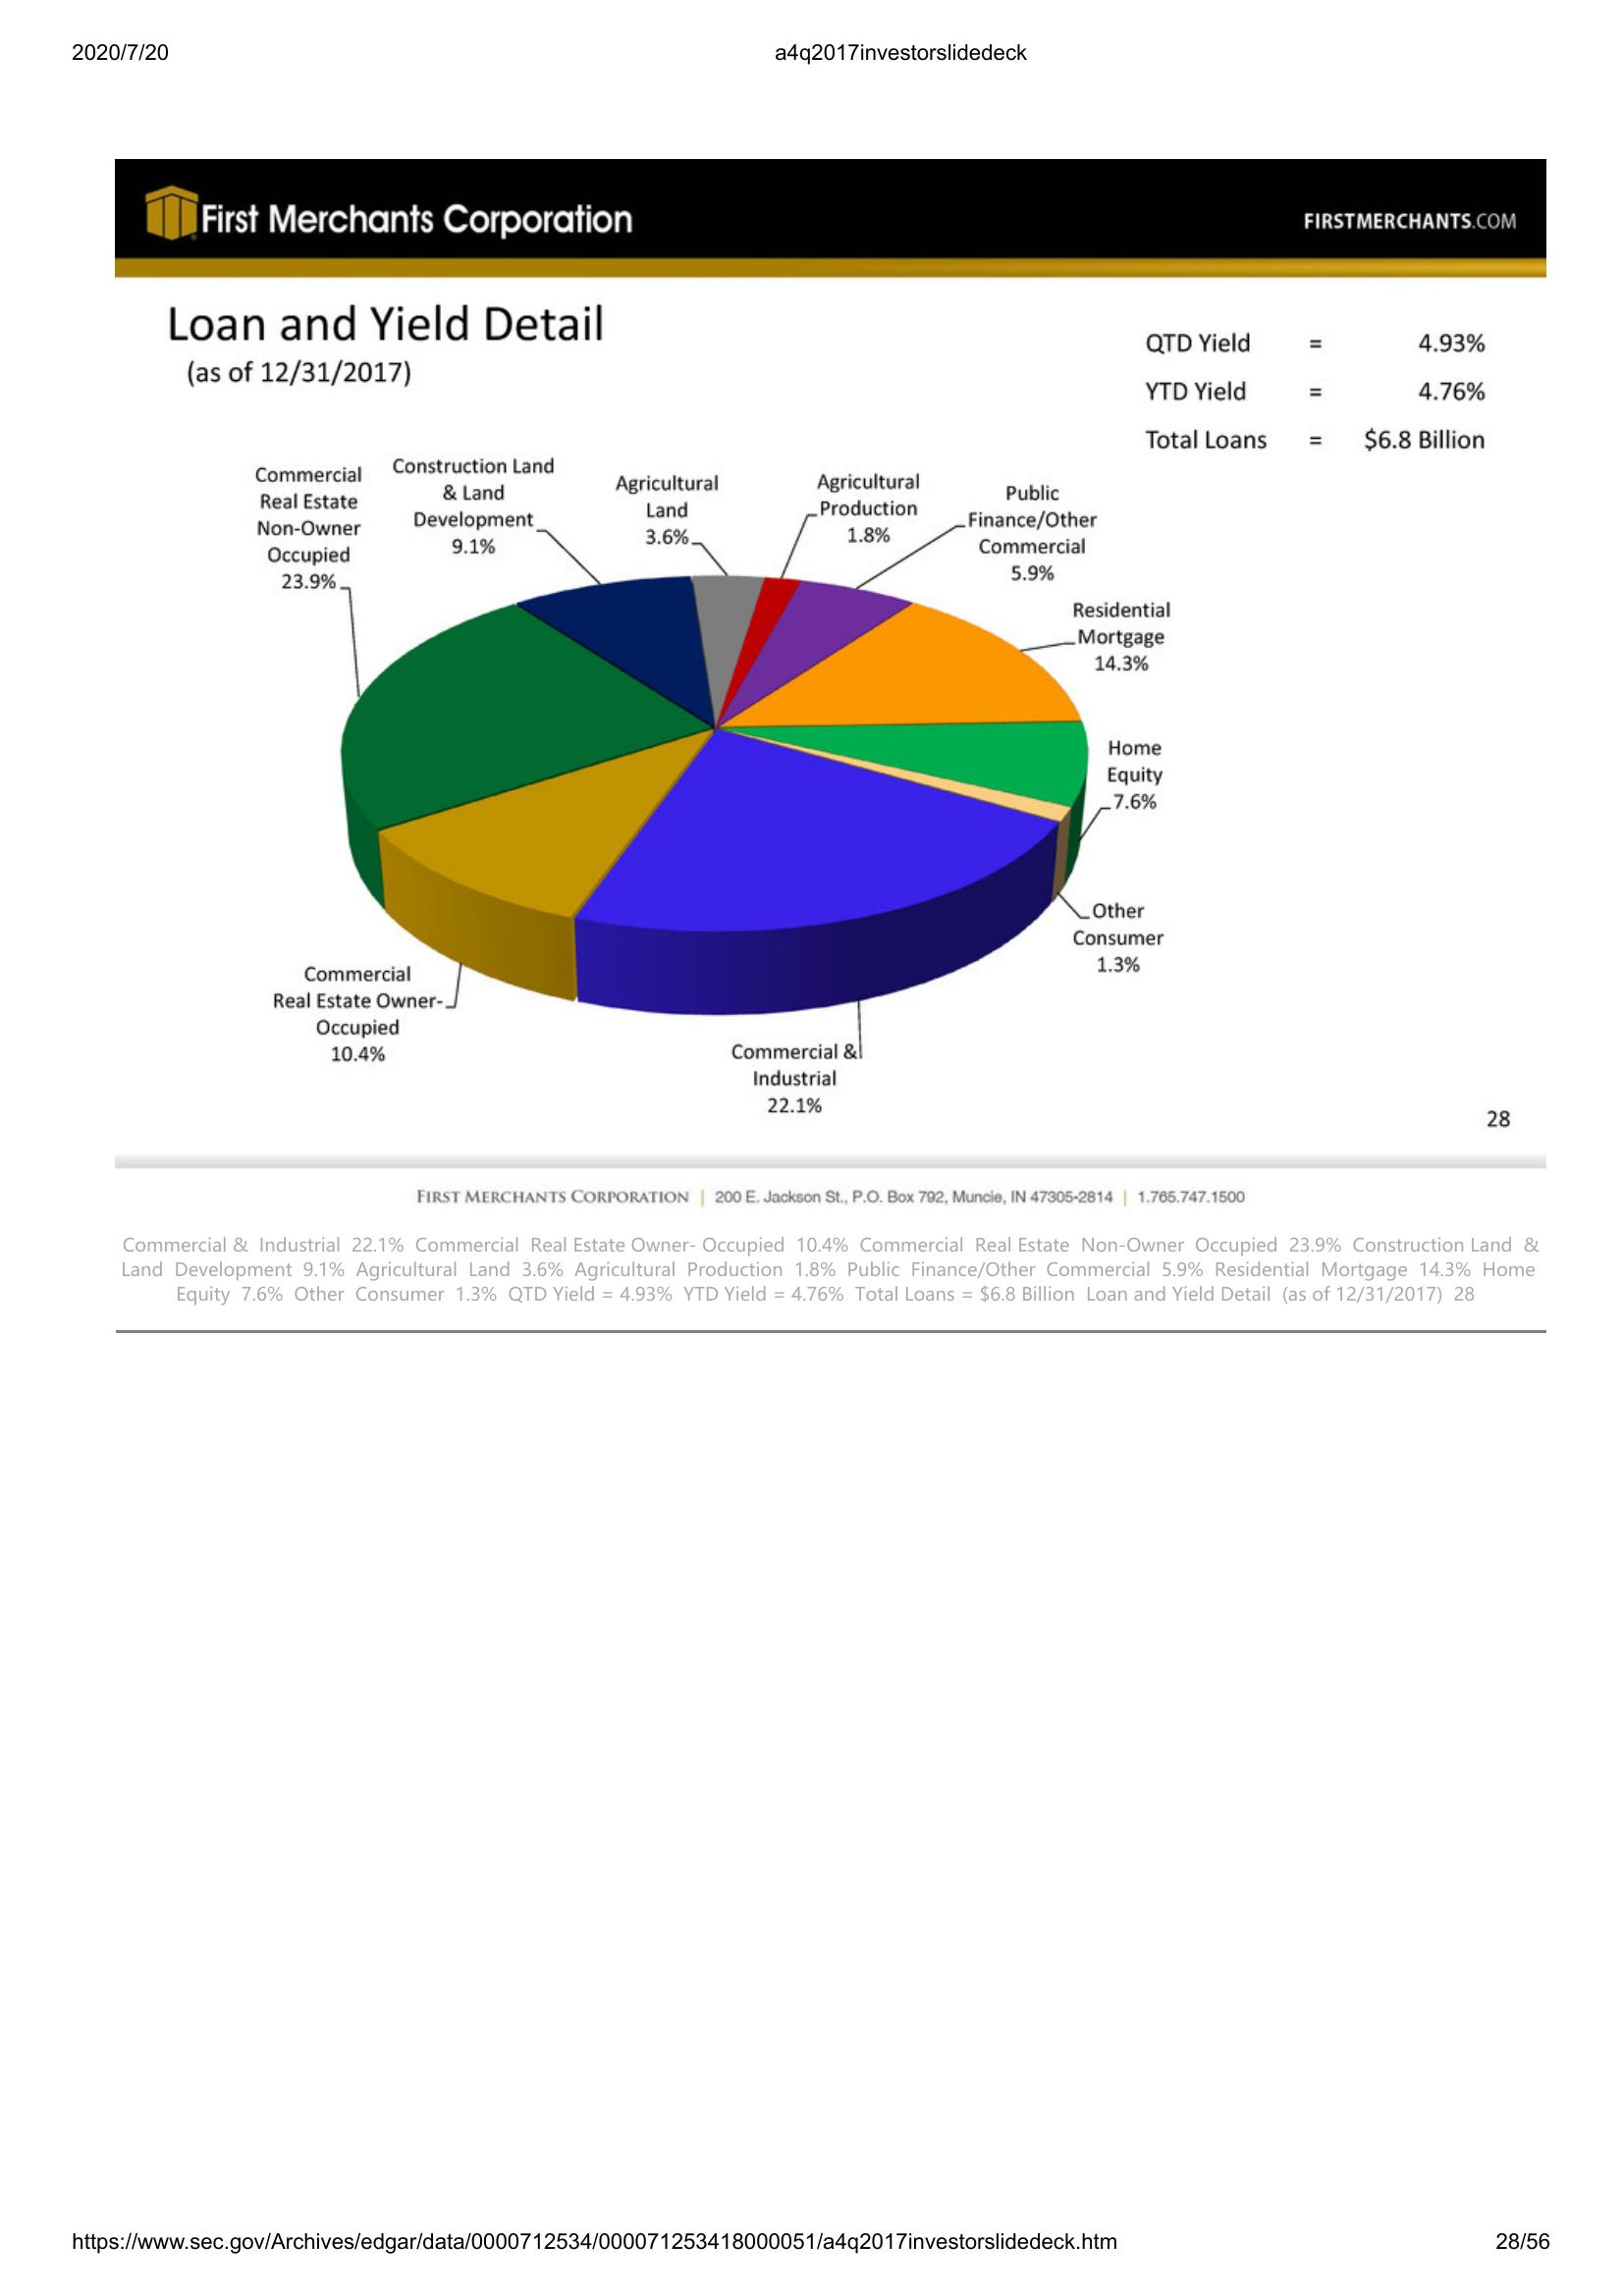 2020/7/20
a4q2017investorslidedeck
First Merchants Corporation
FIRSTMERCHANTS.COM
Loan and Yield Detail
(as of 12/31/2017)
QTD Yield = 4.93%
YTD Yield = 4.76%
Total Loans = $6.8 Billion
Commercial
Real Estate
Non-Owner
Occupied
23.9%
Construction Land
& Land
Development
9.1%
Agricultural
Land
3.6%
Agricultural
Production
1.8%
Public
Finance/Other
Commercial
5.9%
Residential
Mortgage
14.3%
Home
Equity
7.6%
Other
Consumer
1.3%
Commercial
Real Estate Owner-
Occupied
10.4%
Commercial &
Industrial
22.1%
28
FIRST MERCHANTS CORPORATION | 200 E. Jackson St., P.O. Box 792, Muncie, IN 47305-2814 | 1.765.747.1500
Commercial & Industrial 22.1% Commercial Real Estate Owner- Occupied 10.4% Commercial Real Estate Non-Owner Occupied 23.9% Construction Land &
Land Development 9.1% Agricultural Land 3.6% Agricultural Production 1.8% Public Finance/Other Commercial 5.9% Residential Mortgage 14.3% Home
Equity 7.6% Other Consumer 1.3% QTD Yield = 4.93% YTD Yield = 4.76% Total Loans = $6.8 Billion Loan and Yield Detail (as of 12/31/2017) 28
https://www.sec.gov/Archives/edgar/data/0000712534/000071253418000051/a4q2017investorslidedeck.htm
28/56